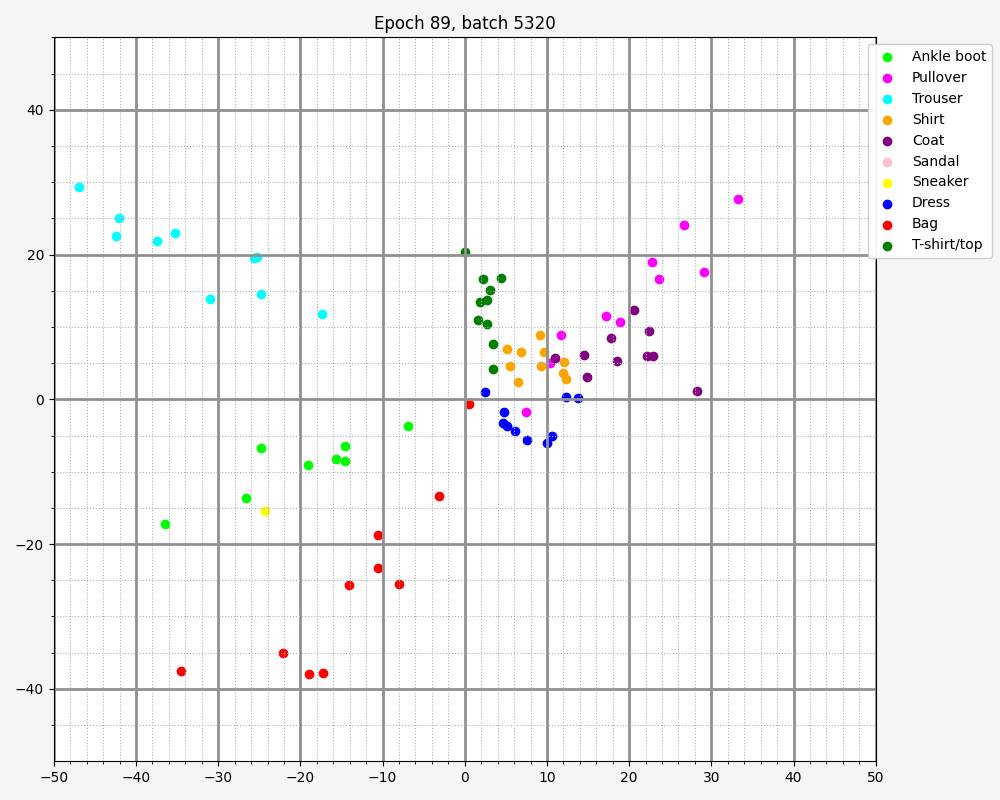 Epoch 89, batch 5320
Ankle boot
Pullover
Trouser
Shirt
Coat
Sandal
Sneaker
Dress
Bag
T-shirt/top
40
20
0
−20
−40
−50 −40 −30 −20 −10 0 10 20 30 40 50